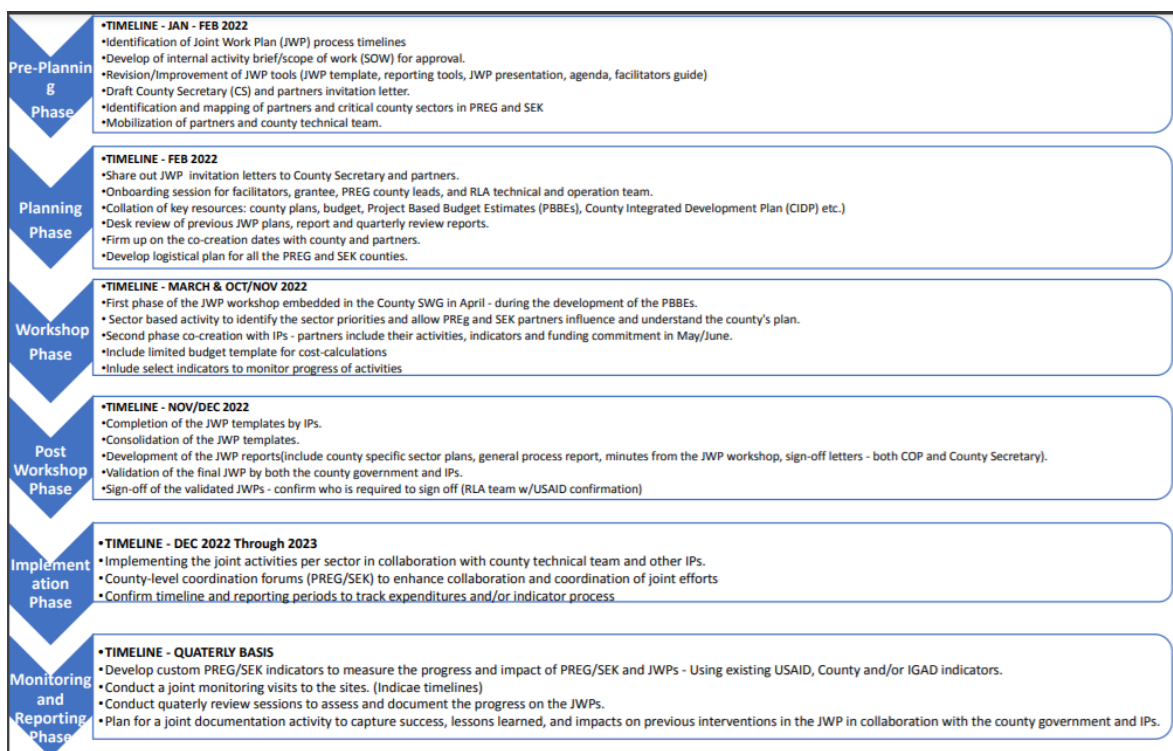 Pre-Plannin
g
Phase
•TIMELINE - JAN - FEB 2022
•Identification of Joint Work Plan (JWP) process timelines
•Develop of internal activity brief/scope of work (SOW) for approval.
•Revision/Improvement of JWP tools (JWP template, reporting tools, JWP presentation, agenda, facilitators guide)
•Draft County Secretary (CS) and partners invitation letter.
•Identification and mapping of partners and critical county sectors in PREG and SEK
•Mobilization of partners and county technical team.
Planning
Phase
•TIMELINE - FEB 2022
•Share out JWP invitation letters to County Secretary and partners.
•Onboarding session for facilitators, grantee, PREG county leads, and RLA technical and operation team.
•Collation of key resources: county plans, budget, Project Based Budget Estimates (PBBEs), County Integrated Development Plan (CIDP) etc.)
•Desk review of previous JWP plans, report and quarterly review reports.
•Firm up on the co-creation dates with county and partners.
•Develop logistical plan for all the PREG and SEK counties.
Workshop
Phase
•TIMELINE - MARCH & OCT/NOV 2022
•First phase of the JWP workshop embedded in the County SWG in April - during the development of the PBBEs.
• Sector based activity to identify the sector priorities and allow PREg and SEK partners influence and understand the county's plan.
•Second phase co-creation with IPs - partners include their activities, indicators and funding commitment in May/June.
•Include limited budget template for cost-calculations
•Inlude select indicators to monitor progress of activities
Post
Workshop
Phase
•TIMELINE - NOV/DEC 2022
•Completion of the JWP templates by IPs.
•Consolidation of the JWP templates.
•Development of the JWP reports(include county specific sector plans, general process report, minutes from the JWP workshop, sign-off letters - both COP and County Secretary).
•Validation of the final JWP by both the county government and IPs.
•Sign-off of the validated JWPs - confirm who is required to sign off (RLA team w/USAID confirmation)
Implement
ation
Phase
•TIMELINE - DEC 2022 Through 2023
•Implementing the joint activities per sector in collaboration with county technical team and other IPs.
•County-level coordination forums (PREG/SEK) to enhance collaboration and coordination of joint efforts
•Confirm timeline and reporting periods to track expenditures and/or indicator process
Monitoring
and
Reporting
Phase
•TIMELINE - QUATERLY BASIS
•Develop custom PREG/SEK indicators to measure the progress and impact of PREG/SEK and JWPs - Using existing USAID, County and/or IGAD indicators.
•Conduct a joint monitoring visits to the sites. (Indicae timelines)
•Conduct quaterly review sessions to assess and document the progress on the JWPs.
•Plan for a joint documentation activity to capture success, lessons learned, and impacts on previous interventions in the JWP in collaboration with the county government and IPs.